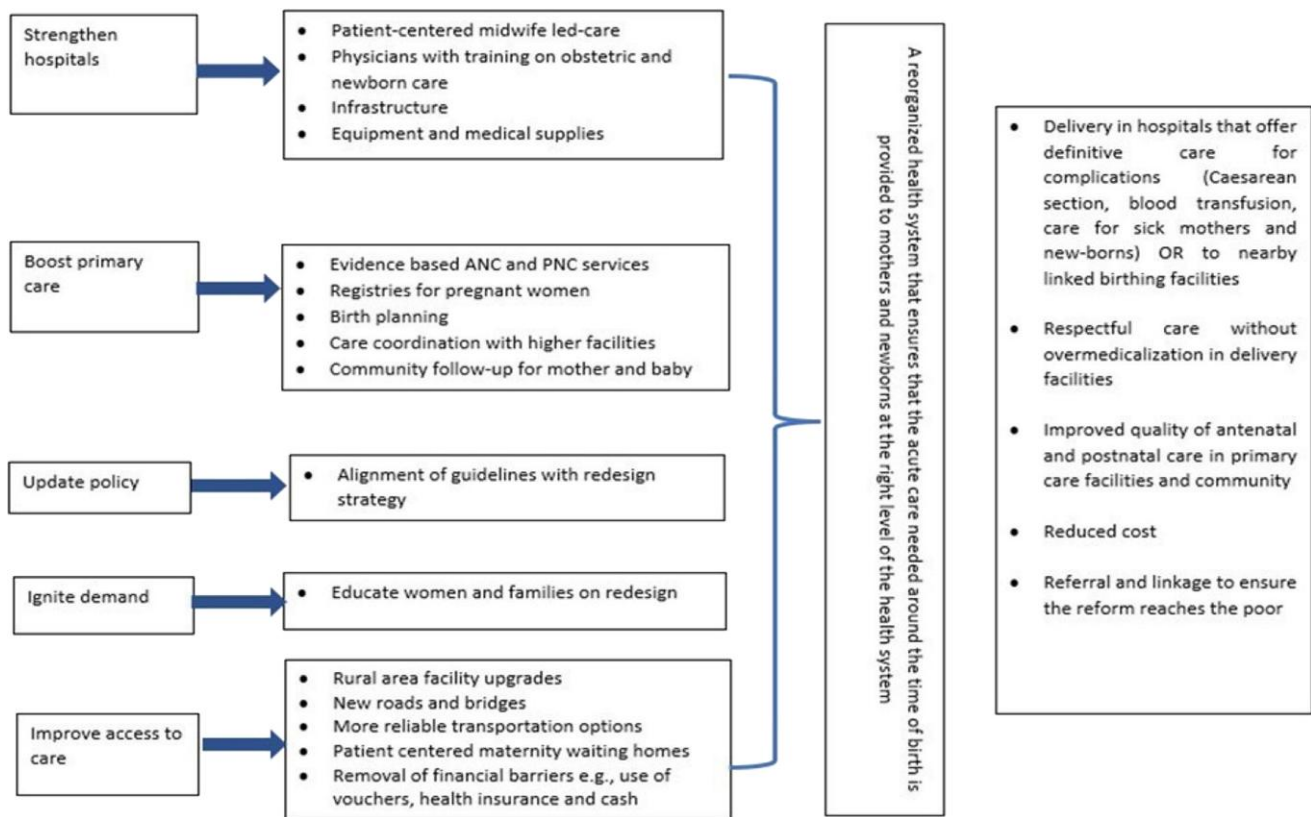 Strengthen
hospitals
• Patient-centered midwife led-care
• Physicians with training on obstetric and
newborn care
• Infrastructure
• Equipment and medical supplies
Boost primary
care
• Evidence based ANC and PNC services
• Registries for pregnant women
• Birth planning
• Care coordination with higher facilities
• Community follow-up for mother and baby
Update policy
• Alignment of guidelines with redesign
strategy
Ignite demand
• Educate women and families on redesign
Improve access to
care
• Rural area facility upgrades
• New roads and bridges
• More reliable transportation options
• Patient centered maternity waiting homes
• Removal of financial barriers e.g., use of
vouchers, health insurance and cash
A reorganized health system that ensures that the acute care needed around the time of birth is
provided to mothers and newborns at the right level of the health system
• Delivery in hospitals that offer
definitive care for
complications (Caesarean
section, blood transfusion,
care for sick mothers and
new-borns) OR to nearby
linked birthing facilities
• Respectful care without
overmedicalization in delivery
facilities
• Improved quality of antenatal
and postnatal care in primary
care facilities and community
• Reduced cost
• Referral and linkage to ensure
the reform reaches the poor